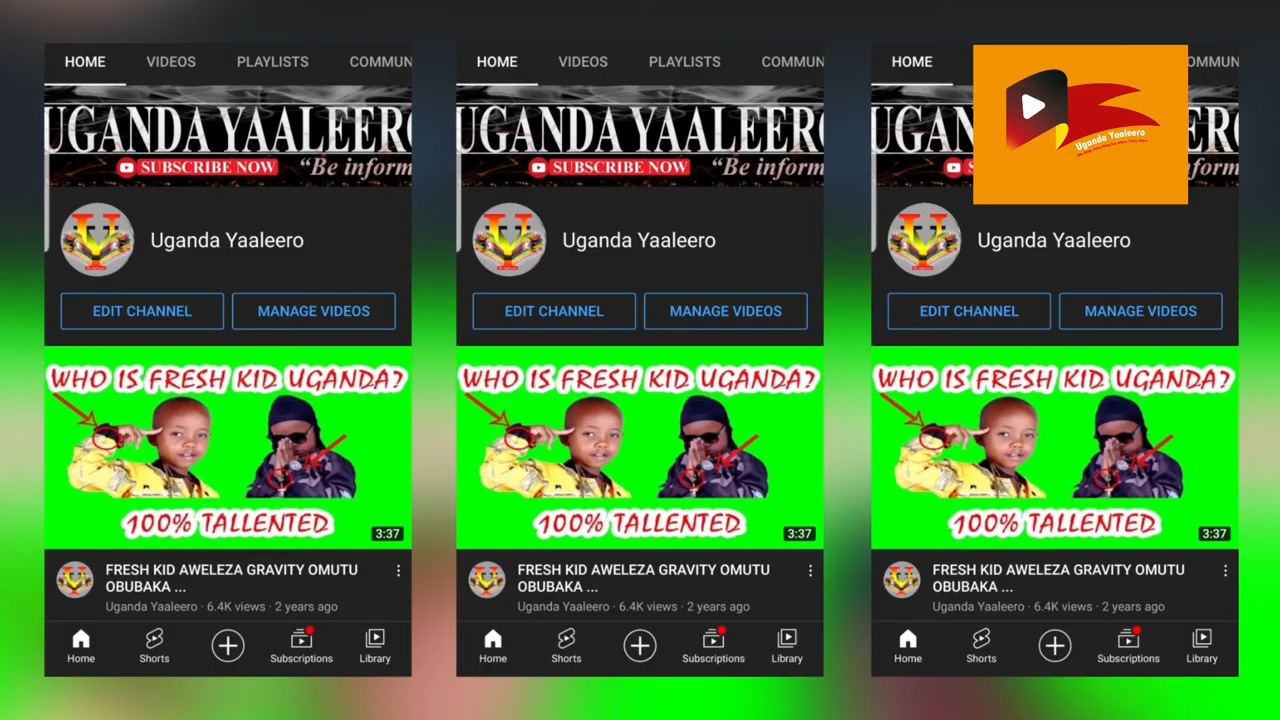 HOME VIDEOS PLAYLISTS COMMUN
UGANDA YAALEERO
SUBSCRIBE NOW "Be inform
Uganda Yaaleero
EDIT CHANNEL MANAGE VIDEOS
WHO IS FRESH KID UGANDA?
100% TALLENTED
3:37
FRESH KID AWELEZA GRAVITY OMUTU
OBUBAKA ...
Uganda Yaaleero · 6.4K views · 2 years ago
Home Shorts Subscriptions Library
HOME VIDEOS PLAYLISTS COMMUN
UGANDA YAALEERO
SUBSCRIBE NOW "Be inform
Uganda Yaaleero
EDIT CHANNEL MANAGE VIDEOS
WHO IS FRESH KID UGANDA?
100% TALLENTED
3:37
FRESH KID AWELEZA GRAVITY OMUTU
OBUBAKA ...
Uganda Yaaleero · 6.4K views · 2 years ago
Home Shorts Subscriptions Library
HOME OMMUN
Uganda Yaaleero
Uganda Yaaleero
EDIT CHANNEL MANAGE VIDEOS
WHO IS FRESH KID UGANDA?
100% TALLENTED
3:37
FRESH KID AWELEZA GRAVITY OMUTU
OBUBAKA ...
Uganda Yaaleero · 6.4K views · 2 years ago
Home Shorts Subscriptions Library